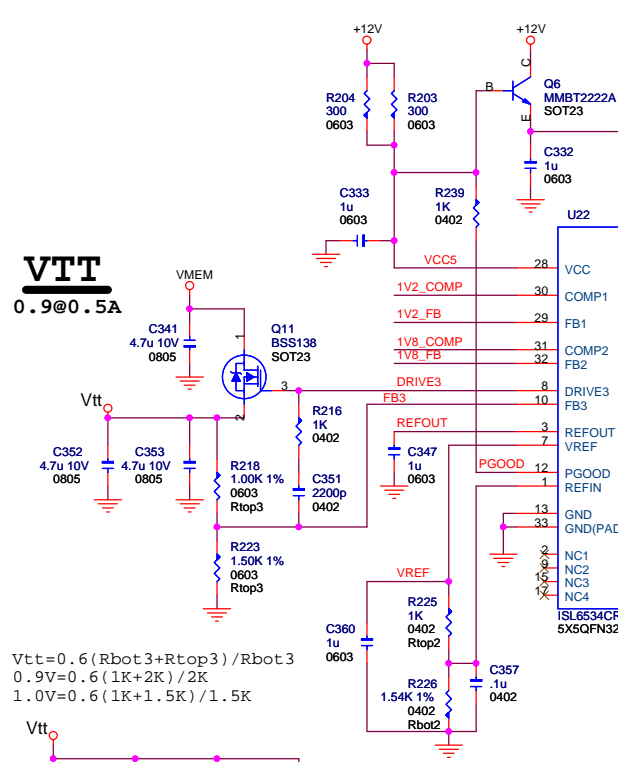 +12V
+12V
R204
300
0603
R203
300
0603
B
C
E
Q6
MMBT2222A
SOT23
C332
1u
0603
C333
1u
0603
R239
1K
0402
U22
VTT
0.9@0.5A
VMEM
C341
4.7u 10V
0805
1
Q11
BSS138
SOT23
3
2
VCC5
28
VCC
1V2_COMP
30
COMP1
1V2_FB
29
FB1
1V8_COMP
31
COMP2
1V8_FB
32
FB2
DRIVE3
8
DRIVE3
FB3
10
FB3
REFOUT
3
REFOUT
7
VREF
PGOOD
12
PGOOD
1
REFIN
13
GND
33
GND(PAD
2
NC1
9
NC2
15
NC3
17
NC4
ISL6534CR
5X5QFN32
Vtt
C352
4.7u 10V
0805
C353
4.7u 10V
0805
R216
1K
0402
R218
1.00K 1%
0603
Rtop3
C351
2200p
0402
C347
1u
0603
R223
1.50K 1%
0603
Rtop3
VREF
C360
1u
0603
R225
1K
0402
Rtop2
R226
1.54K 1%
0402
Rbot2
C357
.1u
0402
Vtt=0.6(Rbot3+Rtop3)/Rbot3
0.9V=0.6(1K+2K)/2K
1.0V=0.6(1K+1.5K)/1.5K
Vtt